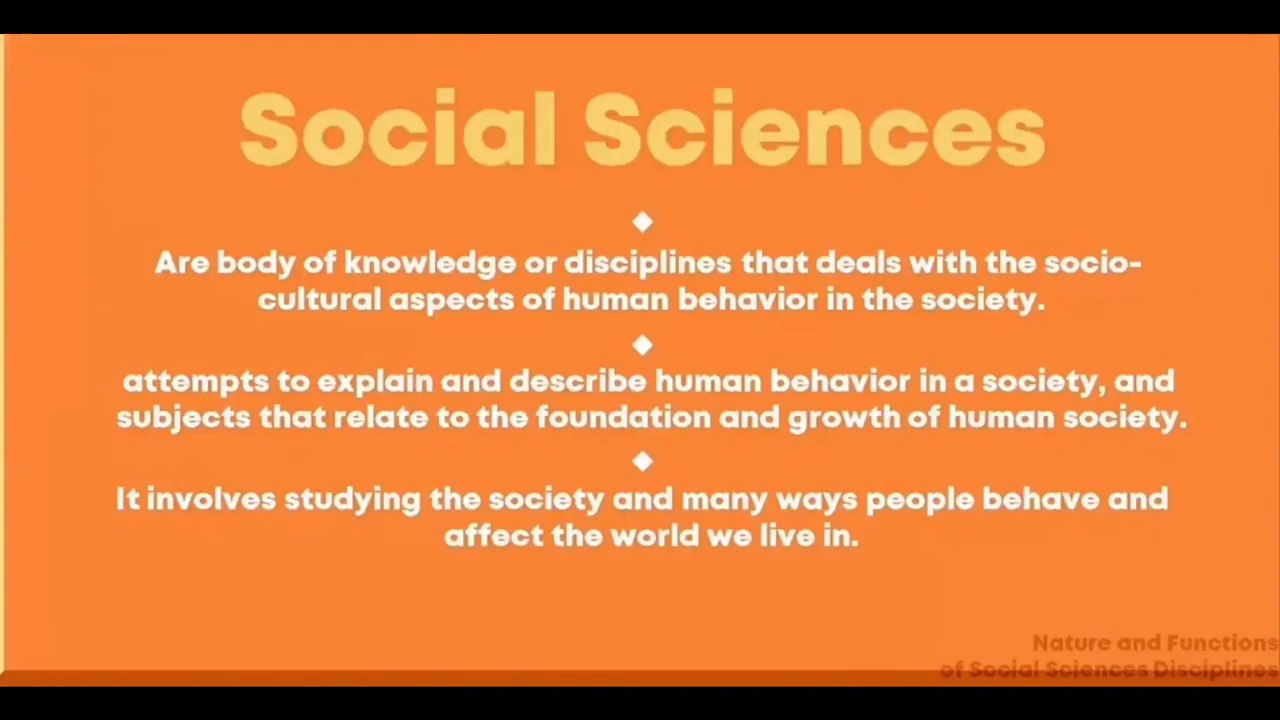 Social Sciences
Are body of knowledge or disciplines that deals with the socio-
cultural aspects of human behavior in the society.
attempts to explain and describe human behavior in a society, and
subjects that relate to the foundation and growth of human society.
It involves studying the society and many ways people behave and
affect the world we live in.
Nature and Functions
of Social Sciences Disciplines